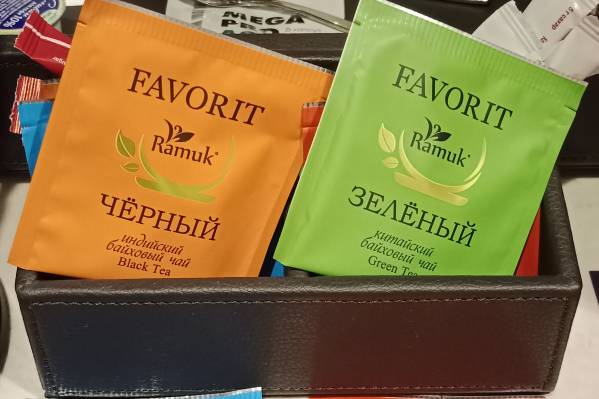 FAVORIT
Ramuk®
ЧЁРНЫЙ
индийский
байховый чай
Black Tea
FAVORIT
Ramuk®
ЗЕЛЁНЫЙ
китайский
байховый чай
Green Tea
MEGA